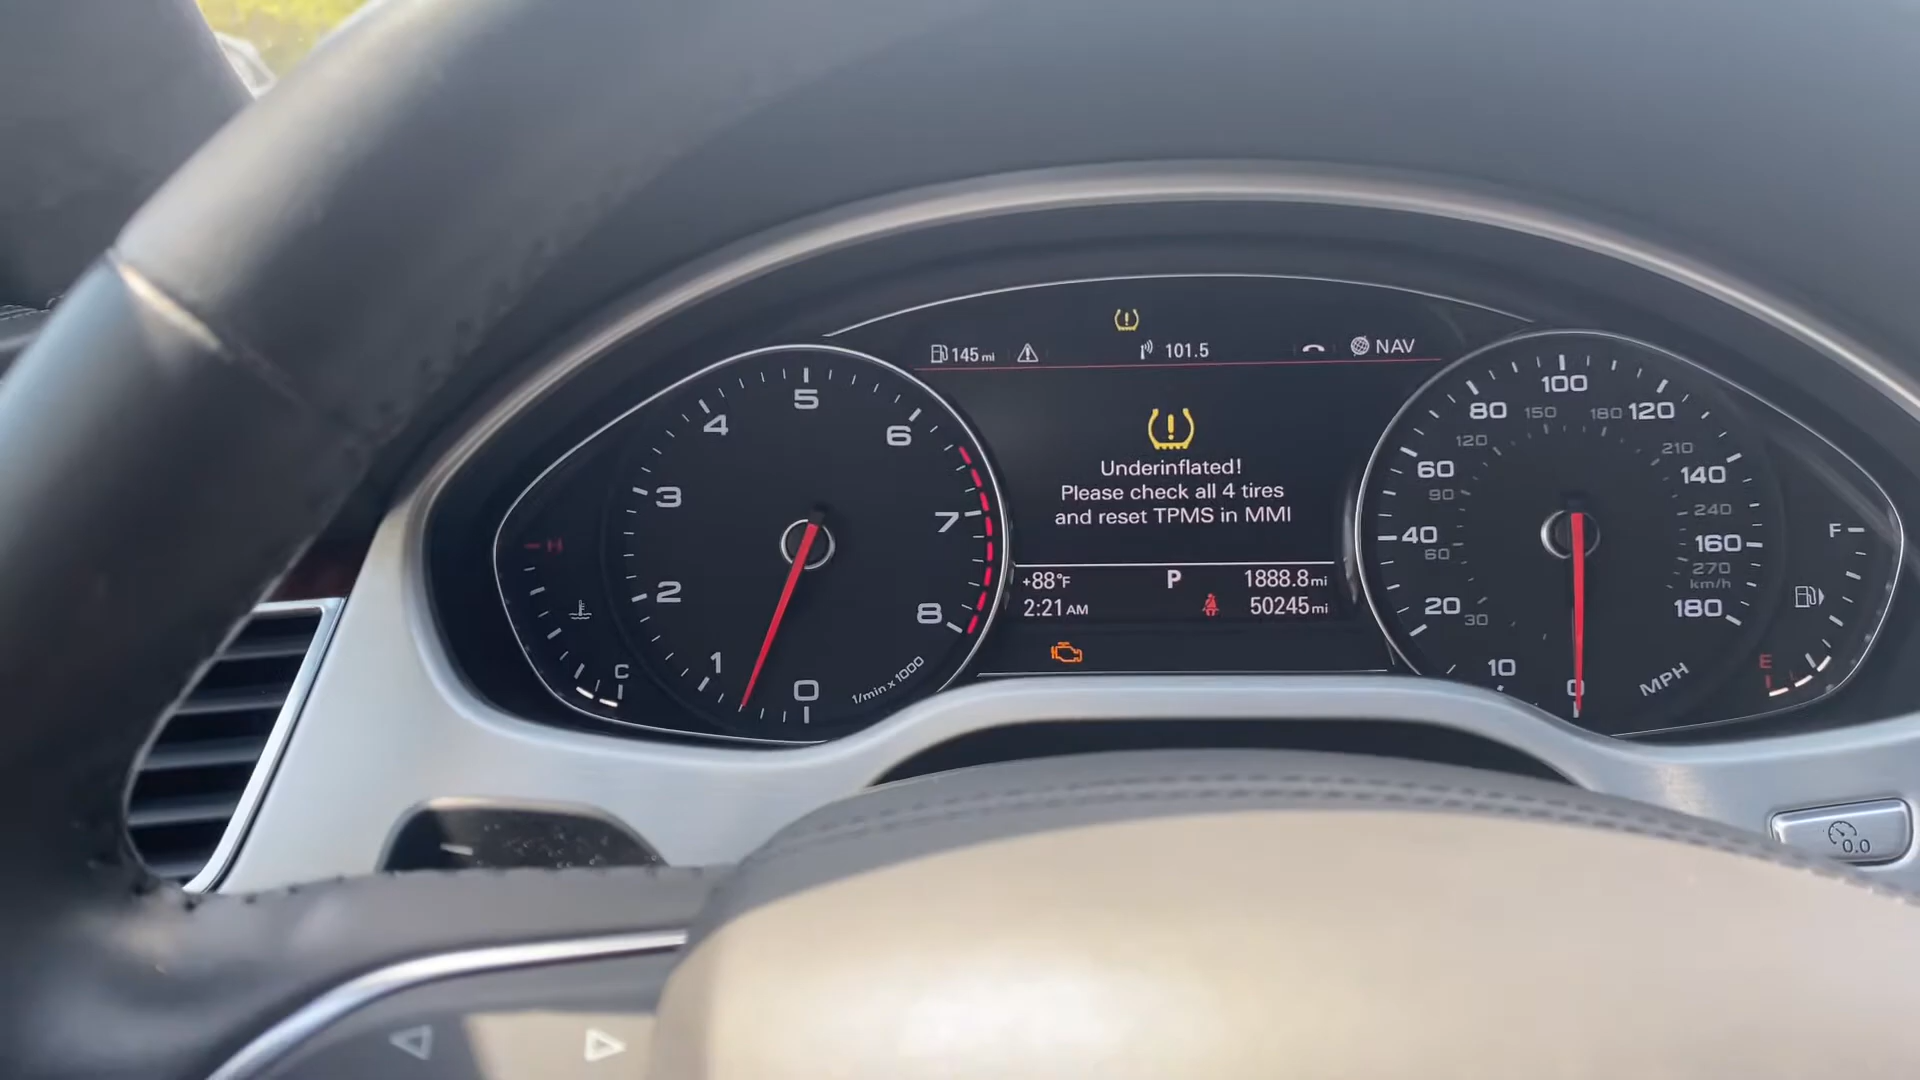 145 mi
101.5
NAV
Underinflated!
Please check all 4 tires
and reset TPMS in MMI
+88°F P 1888.8 mi
2:21 AM 50245 mi
H
C
0
1
2
3
4
5
6
7
8
1/min x 1000
0
10
20
40
60
80
100
120
140
160
180
MPH
30
60
90
120
150
180
210
240
270
km/h
F
E
0.0